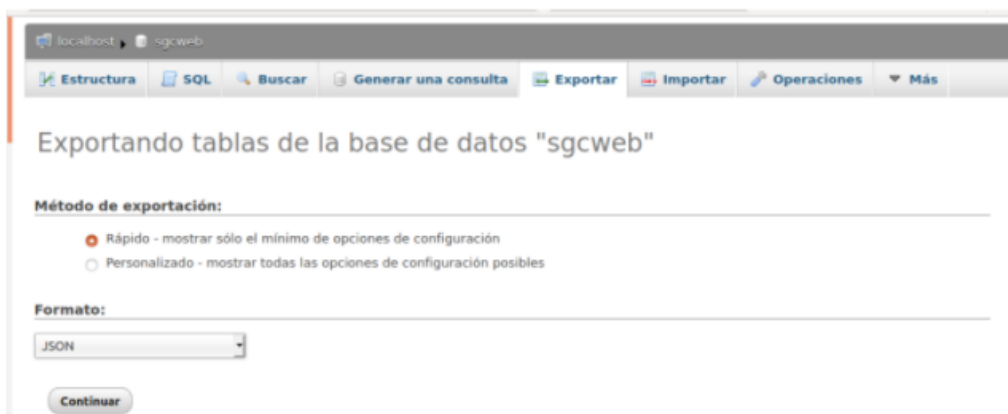 localhost sgcweb
Estructura SQL Buscar Generar una consulta Exportar Importar Operaciones Más
Exportando tablas de la base de datos "sgcweb"
Método de exportación:
Rápido - mostrar sólo el mínimo de opciones de configuración
Personalizado - mostrar todas las opciones de configuración posibles
Formato:
JSON
Continuar